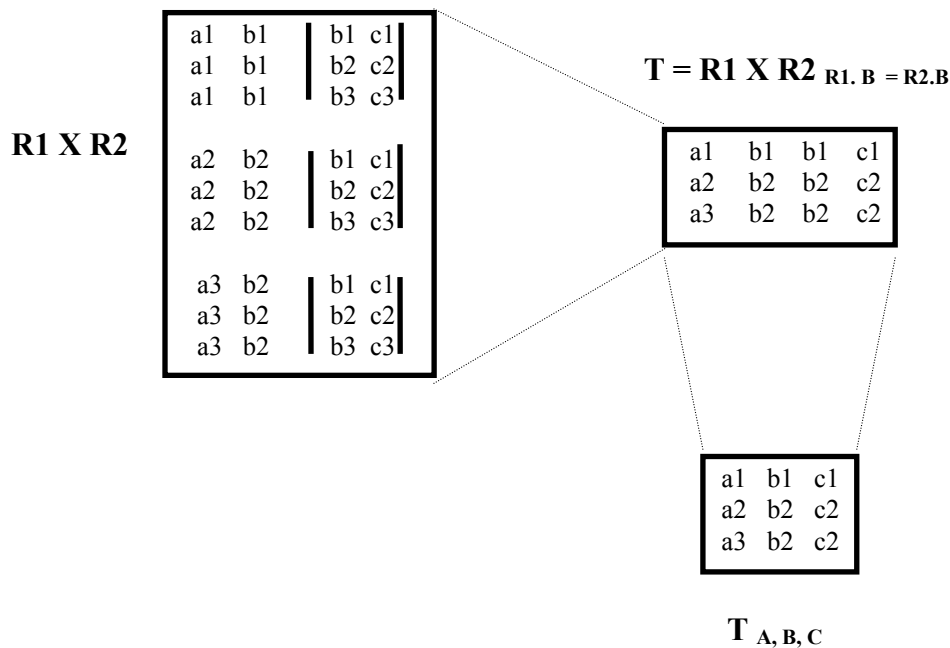 R1 X R2
a1 b1 b1 c1
a1 b1 b2 c2
a1 b1 b3 c3
a2 b2 b1 c1
a2 b2 b2 c2
a2 b2 b3 c3
a3 b2 b1 c1
a3 b2 b2 c2
a3 b2 b3 c3
T = R1 X R2 R1. B = R2.B
a1 b1 b1 c1
a2 b2 b2 c2
a3 b2 b2 c2
a1 b1 c1
a2 b2 c2
a3 b2 c2
T A, B, C